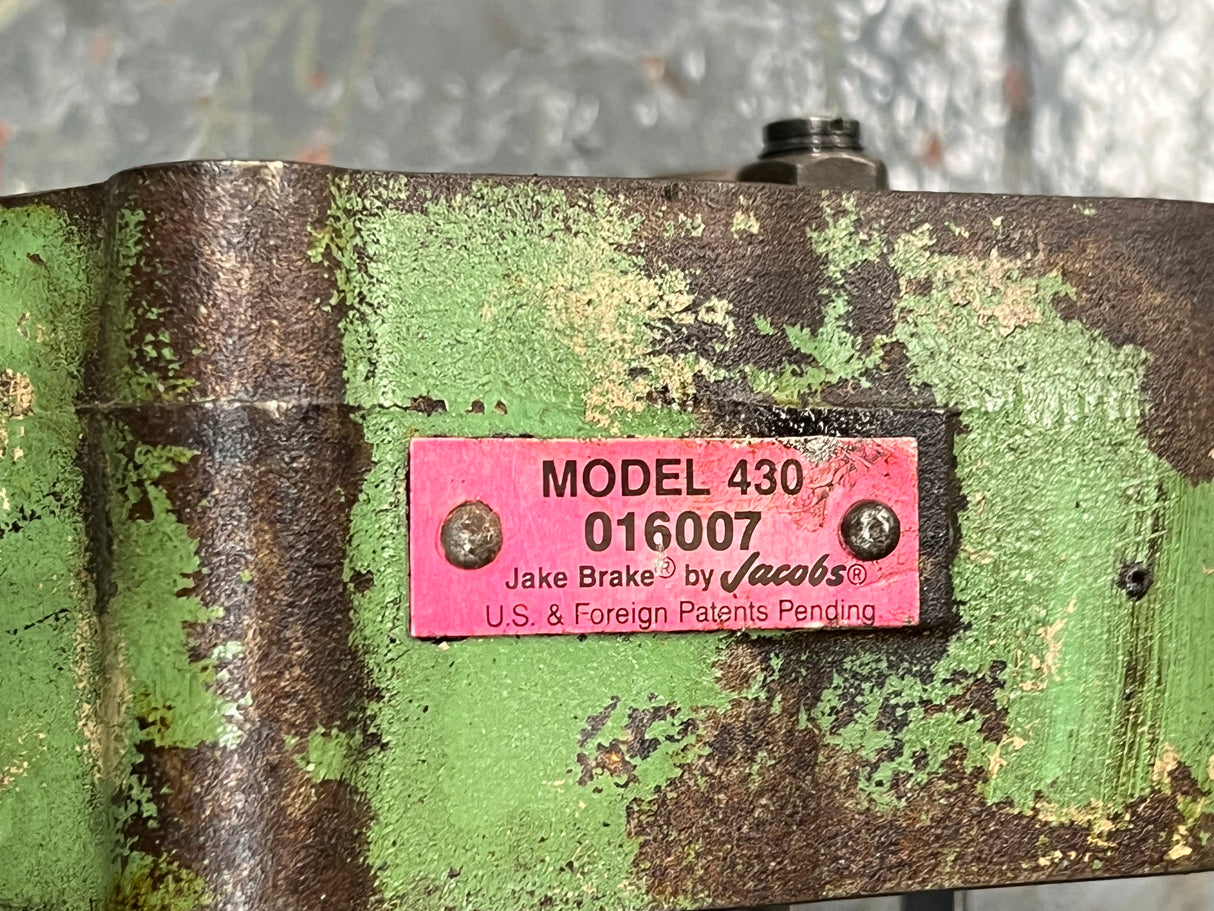 MODEL 430
016007
Jake Brake® by Jacobs®
U.S. & Foreign Patents Pending